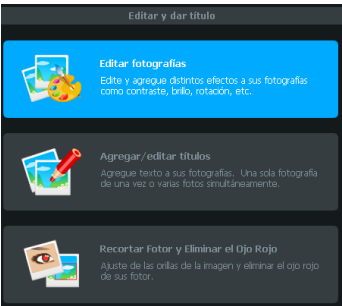 Editar y dar título
Editar fotografías
Edite y agregue distintos efectos a sus fotografías
como contraste, brillo, rotación, etc.
Agregar/editar títulos
Agregue texto a sus fotografías. Una sola fotografía
de una vez o varias fotos simultáneamente.
Recortar Fotor y Eliminar el Ojo Rojo
Ajuste de las orillas de la imagen y eliminar el ojo rojo
de sus fotor.